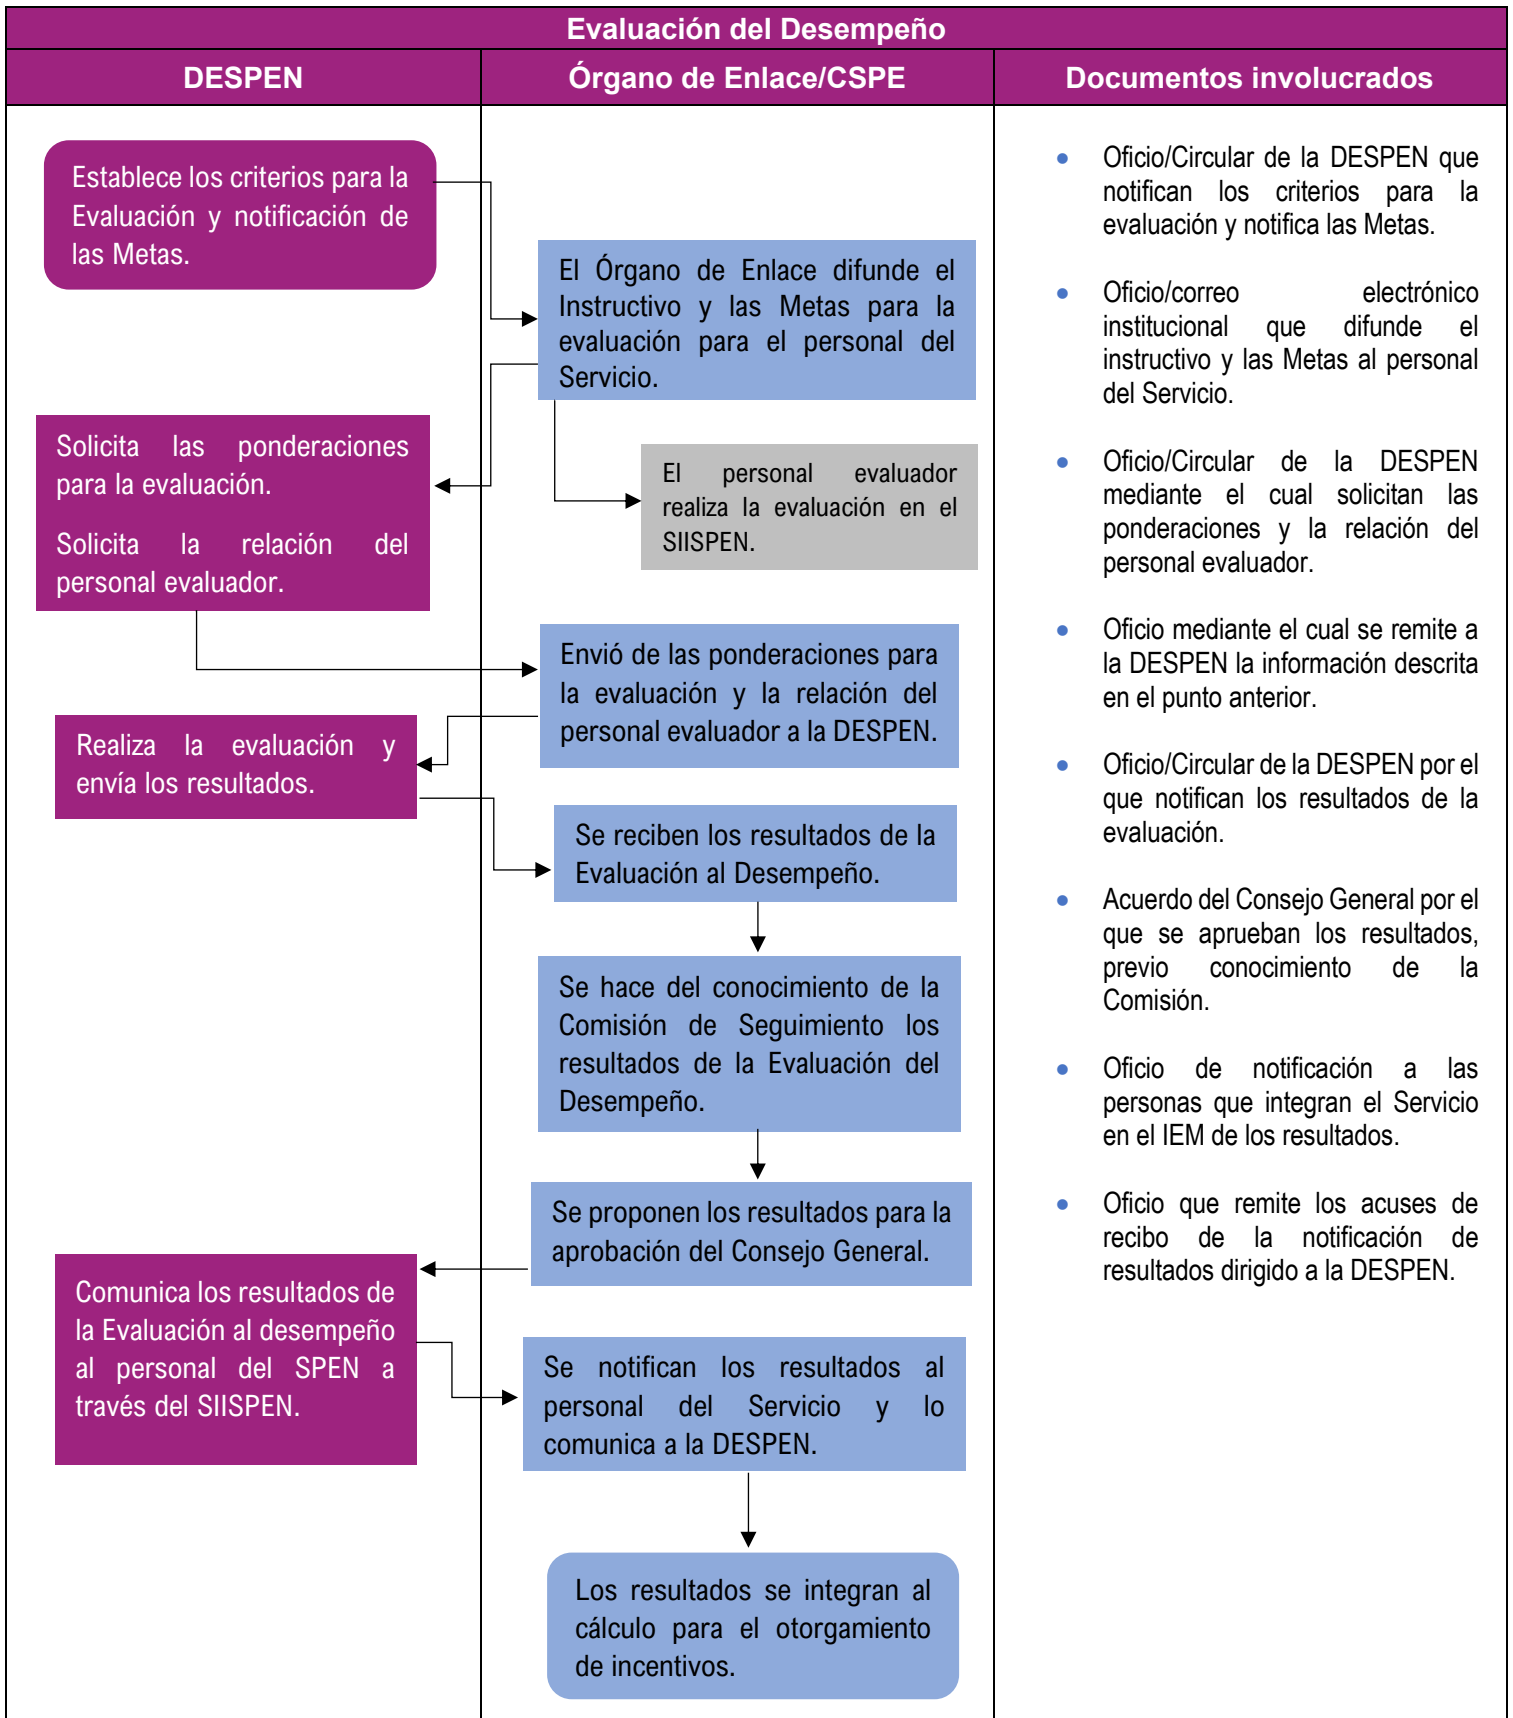 Evaluación del Desempeño
DESPEN
Órgano de Enlace/CSPE
Documentos involucrados
Establece los criterios para la
Evaluación y notificación de
las Metas.
El Órgano de Enlace difunde el
Instructivo y las Metas para la
evaluación para el personal del
Servicio.
Solicita las ponderaciones
para la evaluación.
Solicita la relación del
personal evaluador.
El personal evaluador
realiza la evaluación en el
SIISPEN.
Envió de las ponderaciones para
la evaluación y la relación del
personal evaluador a la DESPEN.
Realiza la evaluación y
envía los resultados.
Se reciben los resultados de la
Evaluación al Desempeño.
Se hace del conocimiento de la
Comisión de Seguimiento los
resultados de la Evaluación del
Desempeño.
Se proponen los resultados para la
aprobación del Consejo General.
Comunica los resultados de
la Evaluación al desempeño
al personal del SPEN a
través del SIISPEN.
Se notifican los resultados al
personal del Servicio y lo
comunica a la DESPEN.
Los resultados se integran al
cálculo para el otorgamiento
de incentivos.
• Oficio/Circular de la DESPEN que
notifican los criterios para la
evaluación y notifica las Metas.
• Oficio/correo electrónico
institucional que difunde el
instructivo y las Metas al personal
del Servicio.
• Oficio/Circular de la DESPEN
mediante el cual solicitan las
ponderaciones y la relación del
personal evaluador.
• Oficio mediante el cual se remite a
la DESPEN la información descrita
en el punto anterior.
• Oficio/Circular de la DESPEN por el
que notifican los resultados de la
evaluación.
• Acuerdo del Consejo General por el
que se aprueban los resultados,
previo conocimiento de la
Comisión.
• Oficio de notificación a las
personas que integran el Servicio
en el IEM de los resultados.
• Oficio que remite los acuses de
recibo de la notificación de
resultados dirigido a la DESPEN.